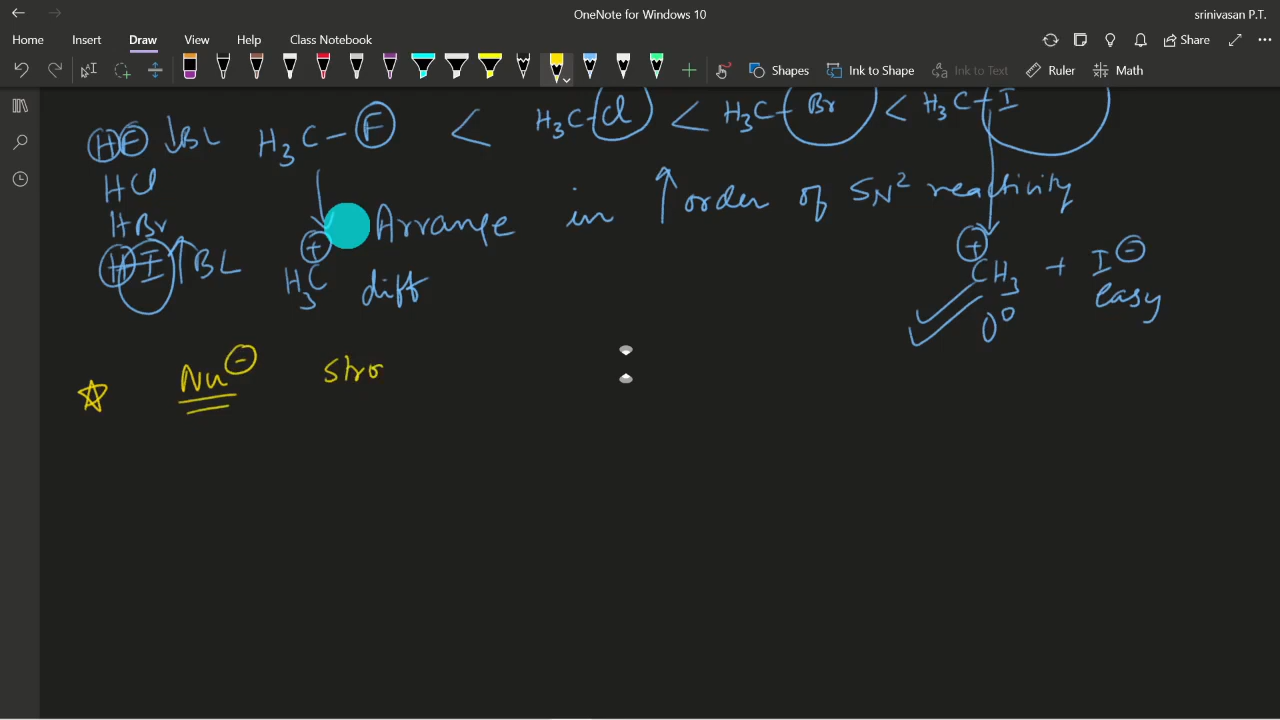 OneNote for Windows 10
srinivasan P.T.
Home Insert Draw View Help Class Notebook
Share
Shapes Ink to Shape Ink to Text Ruler Math
HF ↓BL H₃C – F < H₃C – Cl < H₃C – Br < H₃C – I
HCl
HBr
HI ↑BL
Arrange in ↑ order of SN² reactivity
⊕
H₃C diff
⊕
CH₃ + I⊖
0° easy
☆ Nu⊖ stro